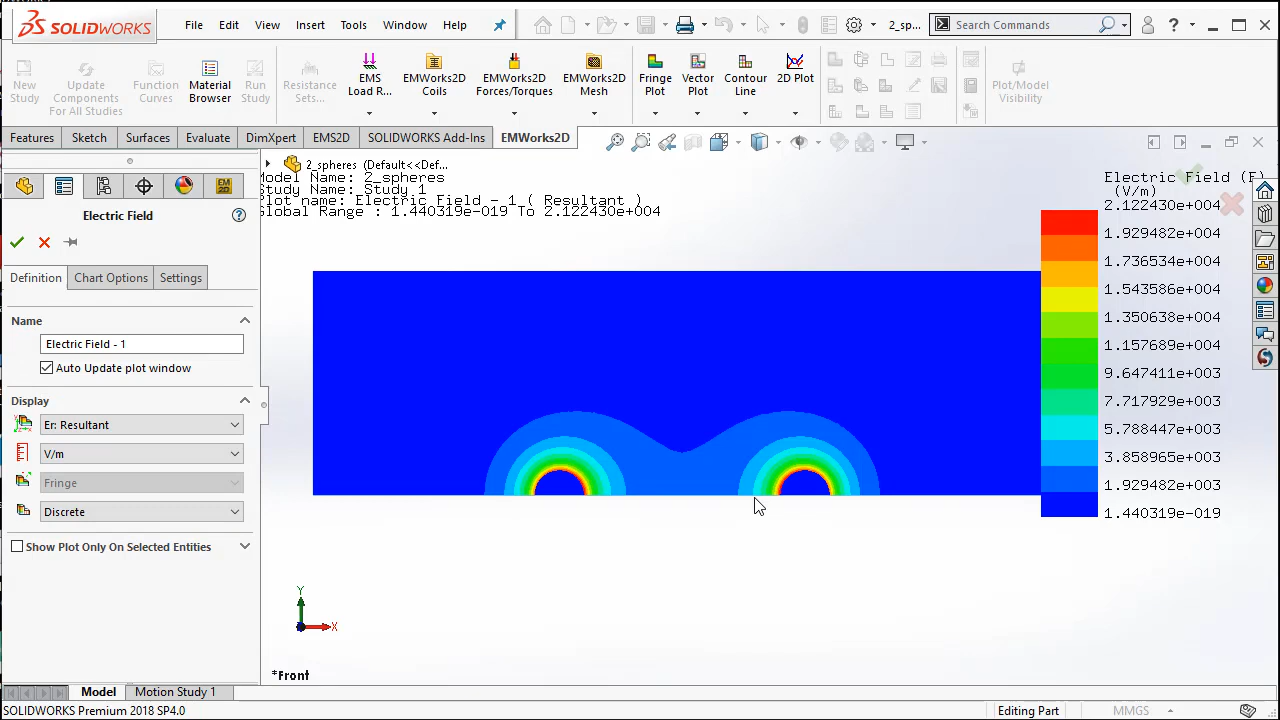 SOLIDWORKS File Edit View Insert Tools Window Help 2_sp... Search Commands ?
New Study
Update Components For All Studies
Function Curves
Material Browser
Run Study
Resistance Sets...
EMS Load R...
EMWorks2D Coils
EMWorks2D Forces/Torques
EMWorks2D Mesh
Fringe Plot
Vector Plot
Contour Line
2D Plot
Plot/Model Visibility
Features Sketch Surfaces Evaluate DimXpert EMS2D SOLIDWORKS Add-Ins EMWorks2D
2_spheres (Default<<Def...
Model Name: 2_spheres
Study Name: Study 1
Plot name: Electric Field - 1 ( Resultant )
Global Range : 1.440319e-019 To 2.122430e+004
Electric Field
?
Definition Chart Options Settings
Name
Electric Field - 1
Auto Update plot window
Display
Er: Resultant
V/m
Fringe
Discrete
Show Plot Only On Selected Entities
Electric Field (E)
(V/m)
2.122430e+004
1.929482e+004
1.736534e+004
1.543586e+004
1.350638e+004
1.157689e+004
9.647411e+003
7.717929e+003
5.788447e+003
3.858965e+003
1.929483e+003
1.440319e-019
Y
X
*Front
Model Motion Study 1
SOLIDWORKS Premium 2018 SP4.0 Editing Part MMGS